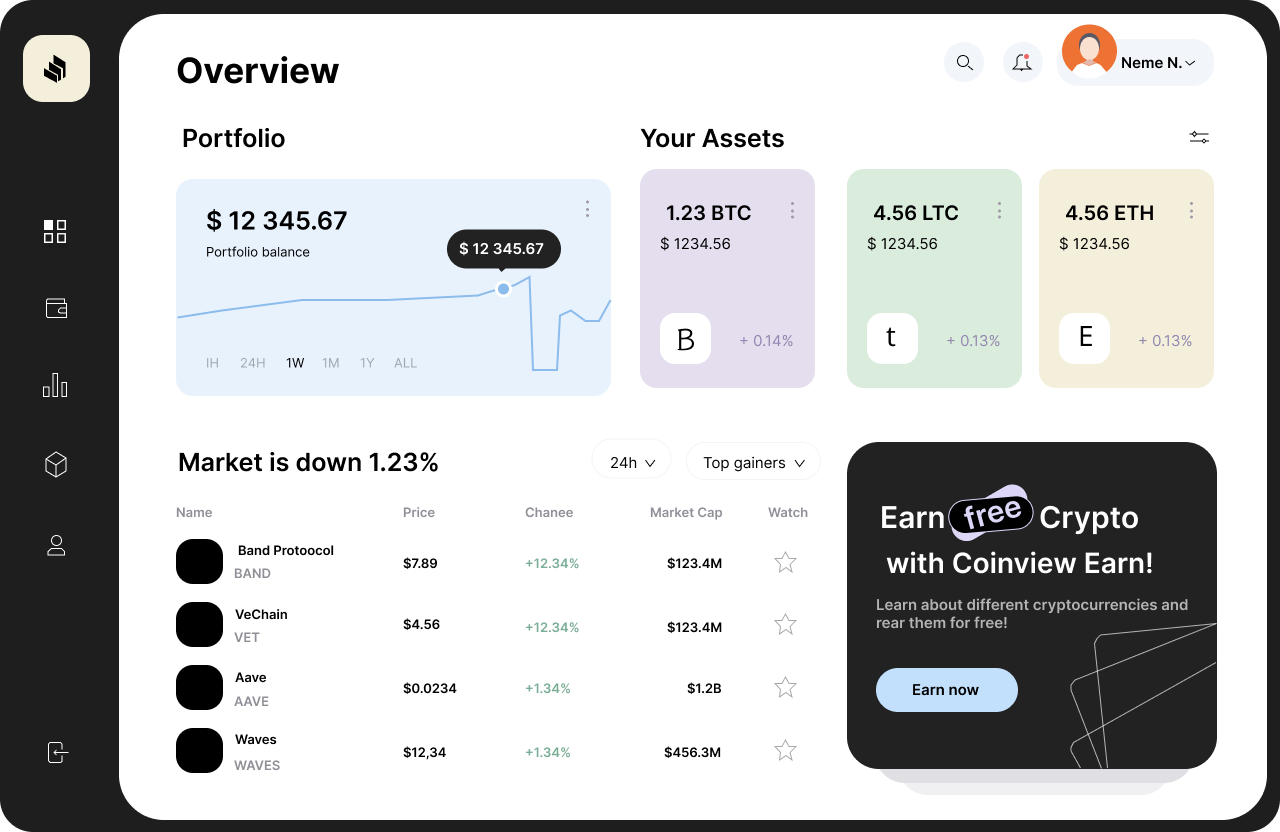 Overview
Neme N.
Portfolio
Your Assets
$ 12 345.67
Portfolio balance
$ 12 345.67
IH 24H 1W 1M 1Y ALL
1.23 BTC
$ 1234.56
B
+ 0.14%
4.56 LTC
$ 1234.56
t
+ 0.13%
4.56 ETH
$ 1234.56
E
+ 0.13%
Market is down 1.23%
24h
Top gainers
Name Price Chanee Market Cap Watch
Band Protoocol
BAND
$7.89 +12.34% $123.4M
VeChain
VET
$4.56 +12.34% $123.4M
Aave
AAVE
$0.0234 +1.34% $1.2B
Waves
WAVES
$12,34 +1.34% $456.3M
Earn free Crypto
with Coinview Earn!
Learn about different cryptocurrencies and
rear them for free!
Earn now